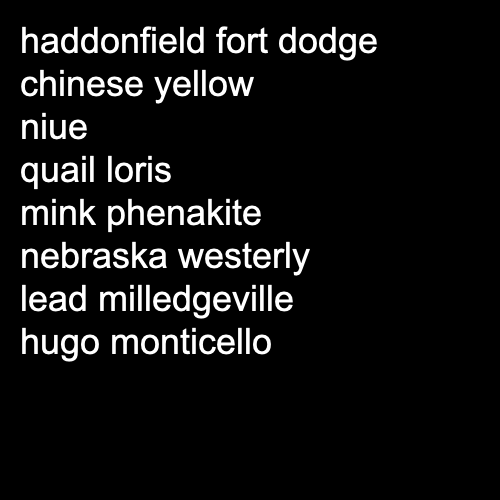 haddonfield fort dodge
chinese yellow
niue
quail loris
mink phenakite
nebraska westerly
lead milledgeville
hugo monticello